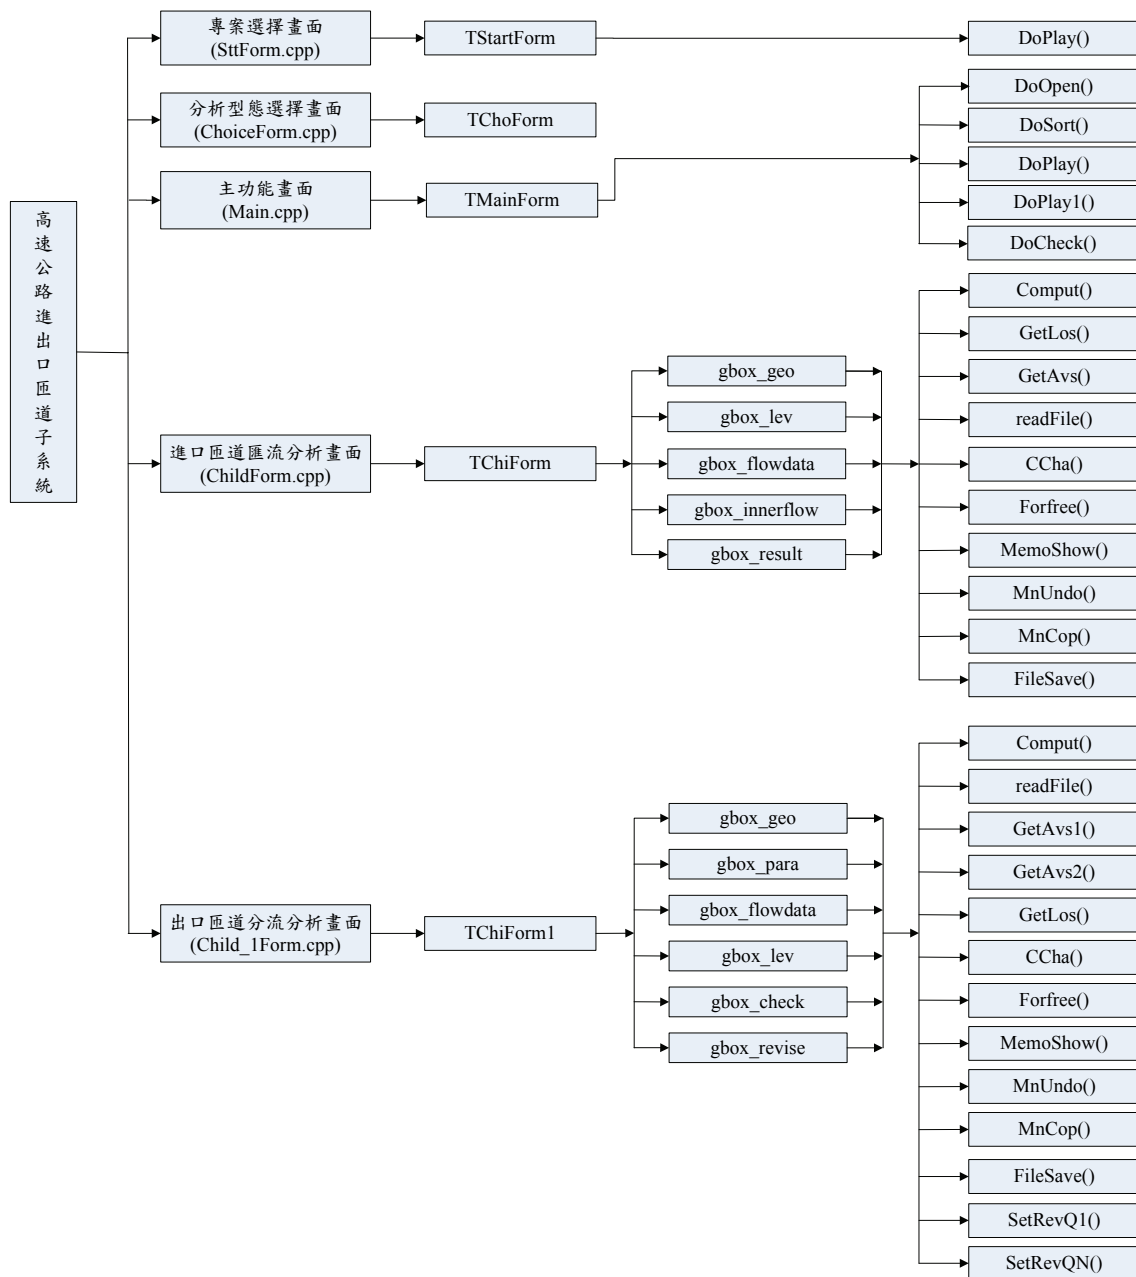 高速公路進出口匝道子系統
專案選擇畫面
(SttForm.cpp)
TStartForm
DoPlay()
分析型態選擇畫面
(ChoiceForm.cpp)
TChoForm
主功能畫面
(Main.cpp)
TMainForm
DoOpen()
DoSort()
DoPlay()
DoPlay1()
DoCheck()
進口匝道匯流分析畫面
(ChildForm.cpp)
TChiForm
gbox_geo
gbox_lev
gbox_flowdata
gbox_innerflow
gbox_result
Comput()
GetLos()
GetAvs()
readFile()
CCha()
Forfree()
MemoShow()
MnUndo()
MnCop()
FileSave()
出口匝道分流分析畫面
(Child_1Form.cpp)
TChiForm1
gbox_geo
gbox_para
gbox_flowdata
gbox_lev
gbox_check
gbox_revise
Comput()
readFile()
GetAvs1()
GetAvs2()
GetLos()
CCha()
Forfree()
MemoShow()
MnUndo()
MnCop()
FileSave()
SetRevQ1()
SetRevQN()